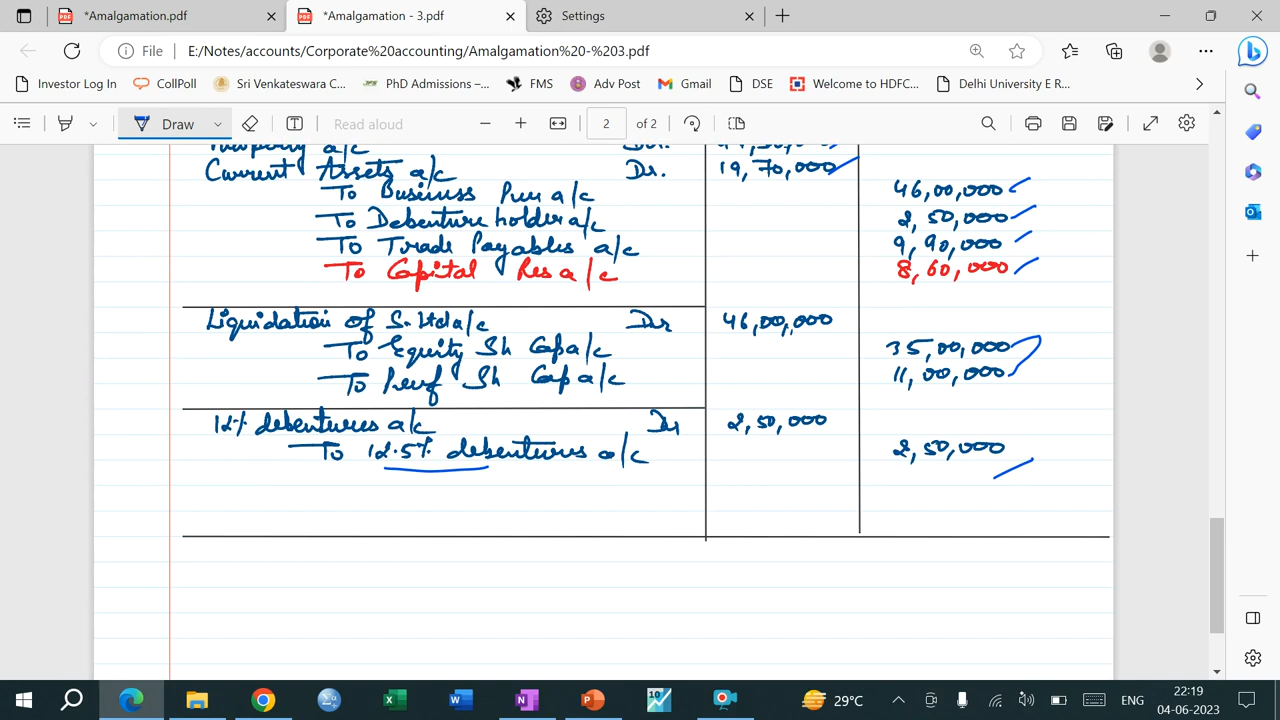 *Amalgamation.pdf
*Amalgamation - 3.pdf
Settings
File E:/Notes/accounts/Corporate%20accounting/Amalgamation%20-%203.pdf
Investor Log In
CollPoll
Sri Venkateswara C...
PhD Admissions –...
FMS
Adv Post
Gmail
DSE
Welcome to HDFC...
Delhi University E R...
Draw
Read aloud
2 of 2
Property a/c Dr.
Current Assets a/c Dr. 19,70,000
To Business Pur a/c 46,00,000
To Debenture holder a/c 2,50,000
To Trade Payables a/c 9,90,000
To Capital Res a/c 8,60,000
Liquidation of S. Ltd a/c Dr 46,00,000
To Equity Sh Cap a/c 35,00,000
To Pref Sh Cap a/c 11,00,000
12% debentures a/c Dr 2,50,000
To 12.5% debentures a/c 2,50,000
29°C
ENG
22:19
04-06-2023